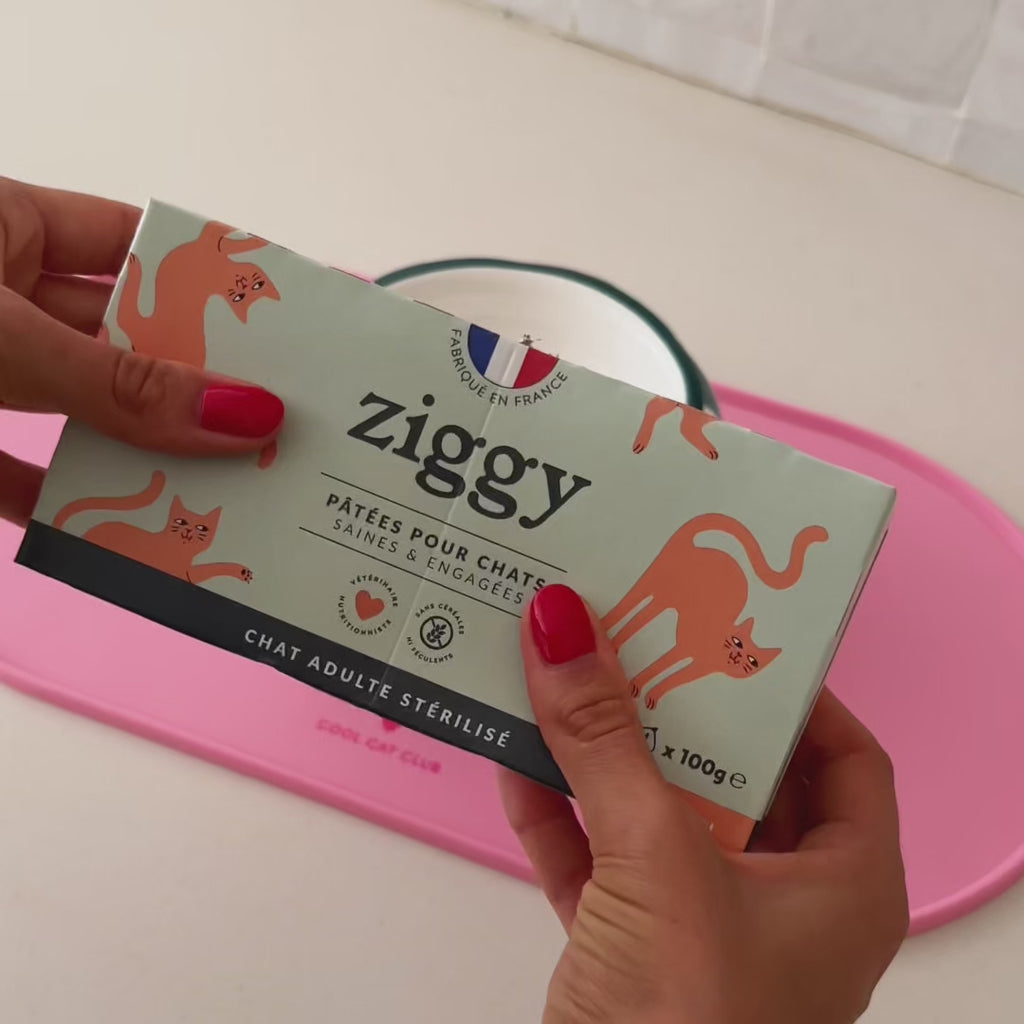 FABRIQUÉ EN FRANCE
ziggy
PÂTÉES POUR CHATS
SAINES & ENGAGÉES
VÉTÉRINAIRE
NUTRITIONNISTE
SANS CÉRÉALES
NI FÉCULENTS
CHAT ADULTE STÉRILISÉ
x 100g e
COOL CAT CLUB